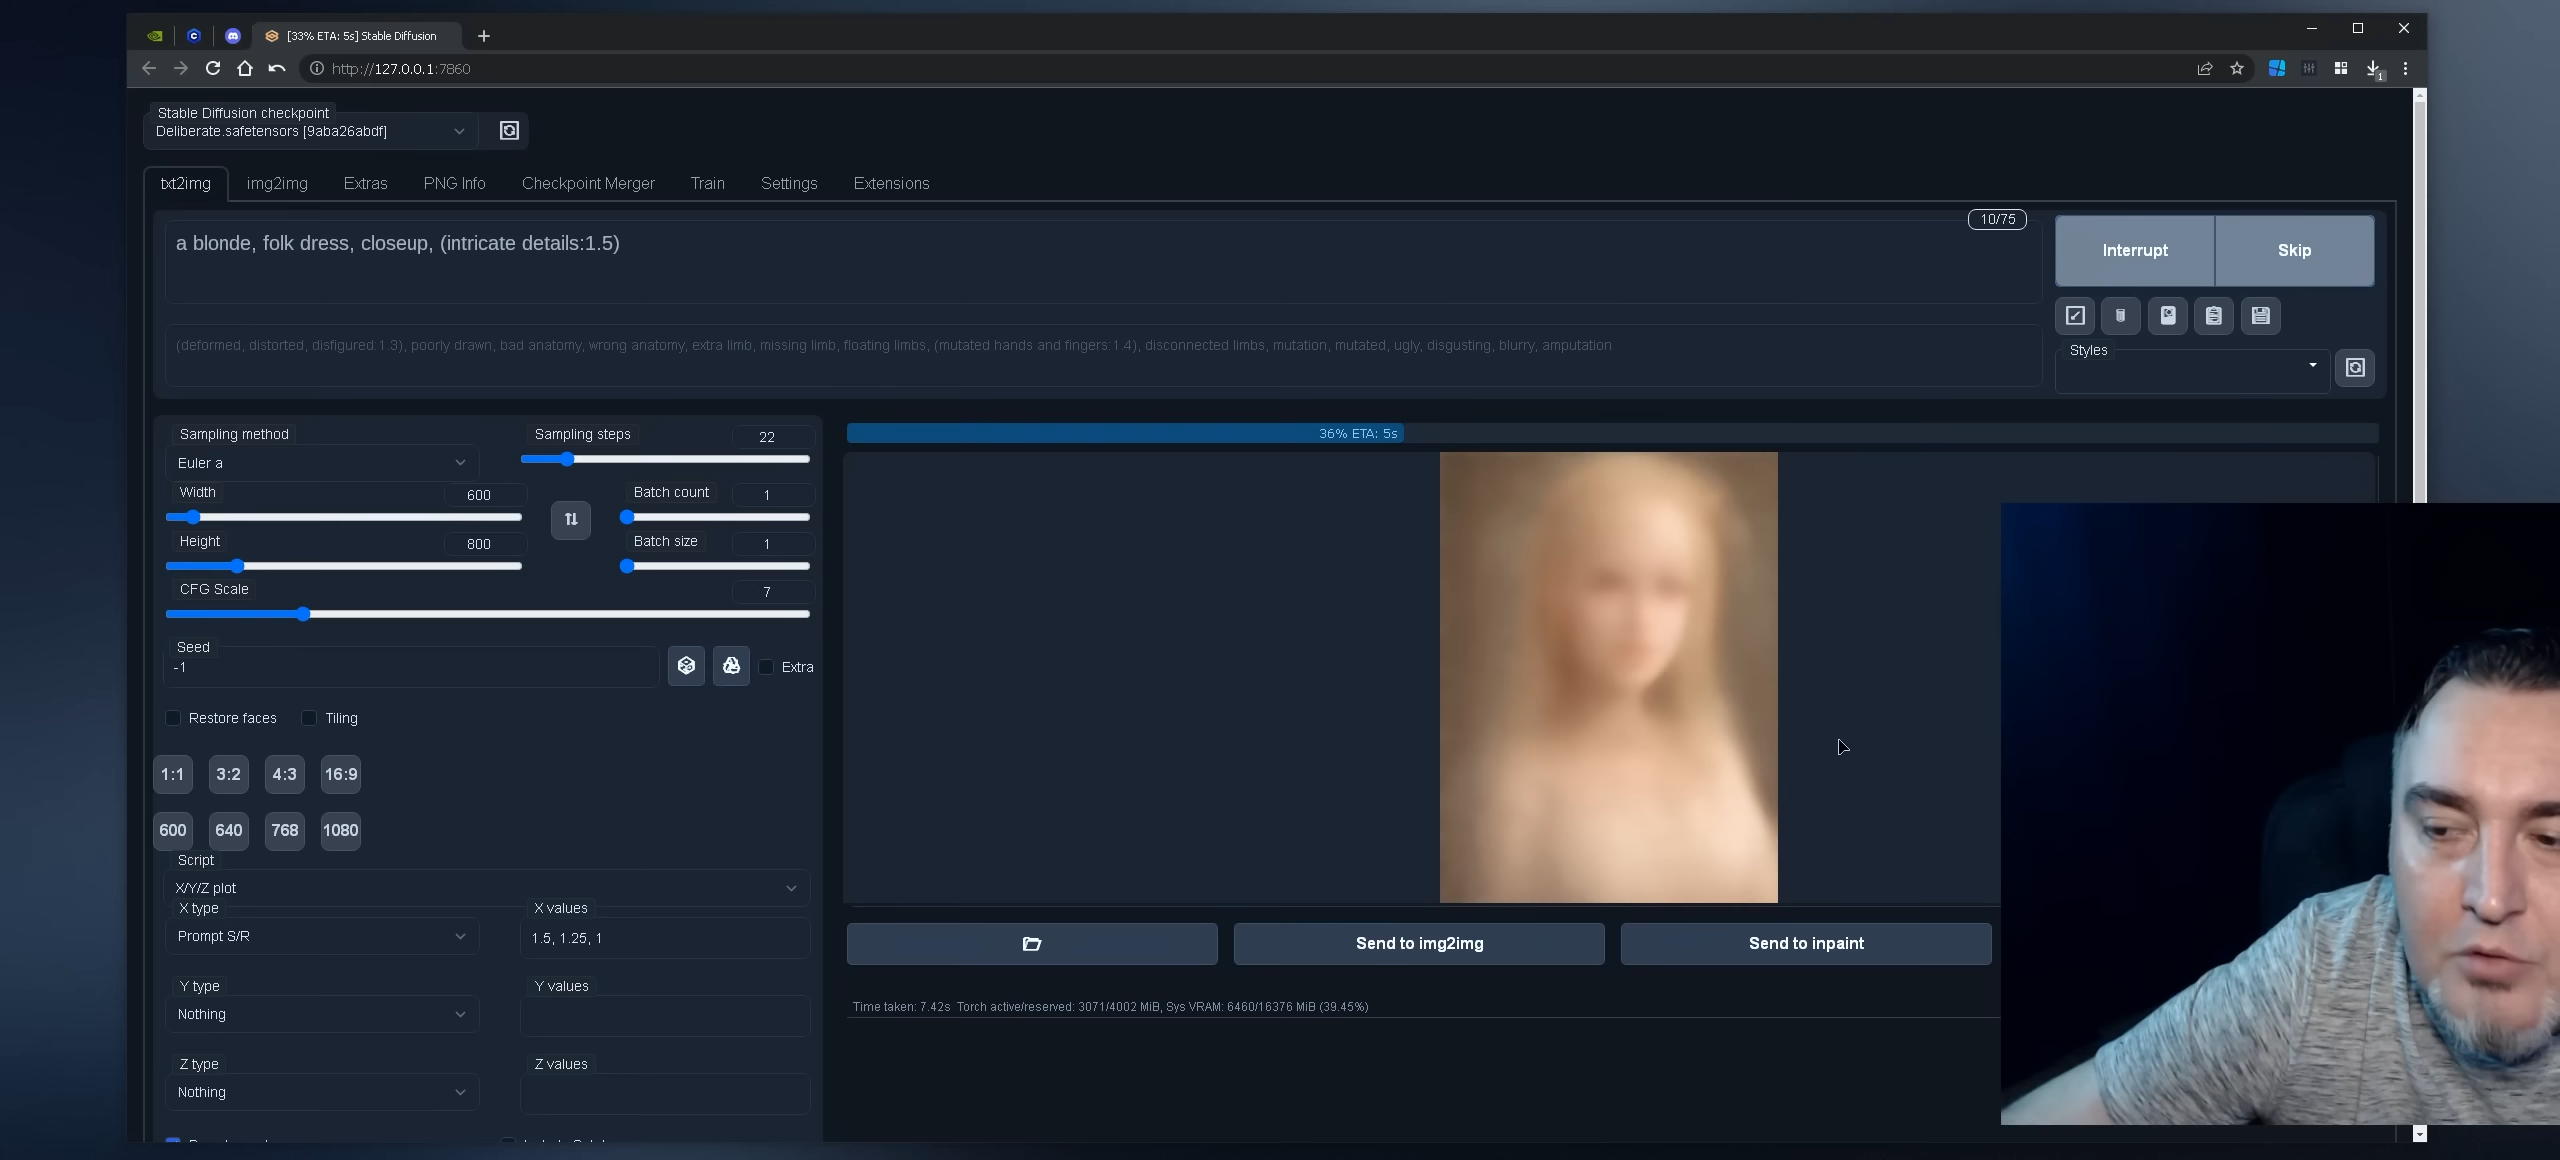 [33% ETA: 5s] Stable Diffusion
http://127.0.0.1:7860
1
Stable Diffusion checkpoint
Deliberate.safetensors [9aba26abdf]
txt2img img2img Extras PNG Info Checkpoint Merger Train Settings Extensions
10/75
a blonde, folk dress, closeup, (intricate details:1.5)
Interrupt Skip
(deformed, distorted, disfigured:1.3), poorly drawn, bad anatomy, wrong anatomy, extra limb, missing limb, floating limbs, (mutated hands and fingers:1.4), disconnected limbs, mutation, mutated, ugly, disgusting, blurry, amputation
Styles
Sampling method Sampling steps 22
Euler a
36% ETA: 5s
Width 600 Batch count 1
Height 800 Batch size 1
CFG Scale 7
Seed
-1
Extra
Restore faces Tiling
1:1 3:2 4:3 16:9
600 640 768 1080
Script
X/Y/Z plot
X type X values
Prompt S/R 1.5, 1.25, 1
Send to img2img Send to inpaint
Y type Y values
Nothing
Time taken: 7.42s Torch active/reserved: 3071/4002 MiB, Sys VRAM: 6460/16376 MiB (39.45%)
Z type Z values
Nothing